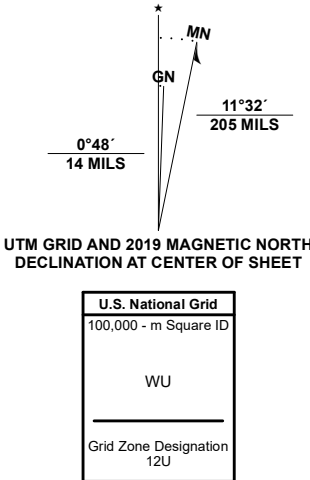 ★
MN
GN
11°32´
205 MILS
0°48´
14 MILS
UTM GRID AND 2019 MAGNETIC NORTH
DECLINATION AT CENTER OF SHEET
U.S. National Grid
100,000 - m Square ID
WU
Grid Zone Designation
12U